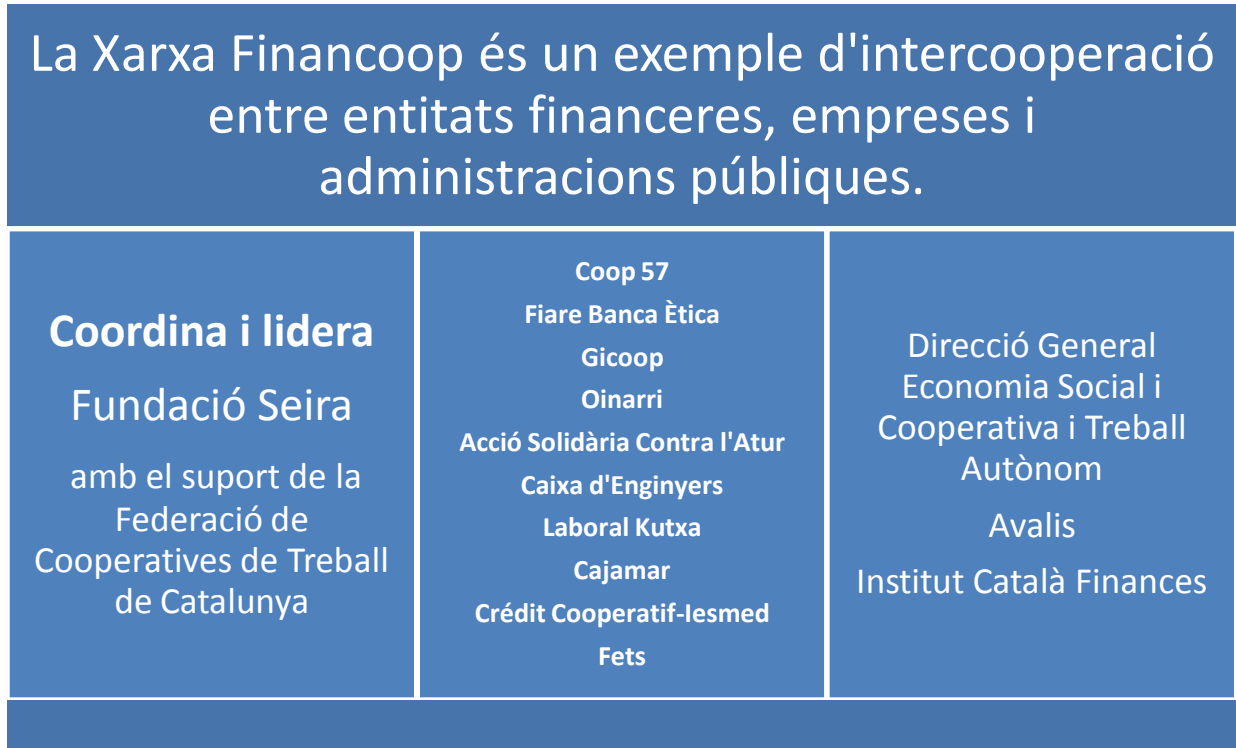 La Xarxa Financoop és un exemple d'intercooperació
entre entitats financeres, empreses i
administracions públiques.
Coordina i lidera
Fundació Seira
amb el suport de la
Federació de
Cooperatives de Treball
de Catalunya
Coop 57
Fiare Banca Ètica
Gicoop
Oinarri
Acció Solidària Contra l'Atur
Caixa d'Enginyers
Laboral Kutxa
Cajamar
Crédit Cooperatif-Iesmed
Fets
Direcció General
Economia Social i
Cooperativa i Treball
Autònom
Avalis
Institut Català Finances